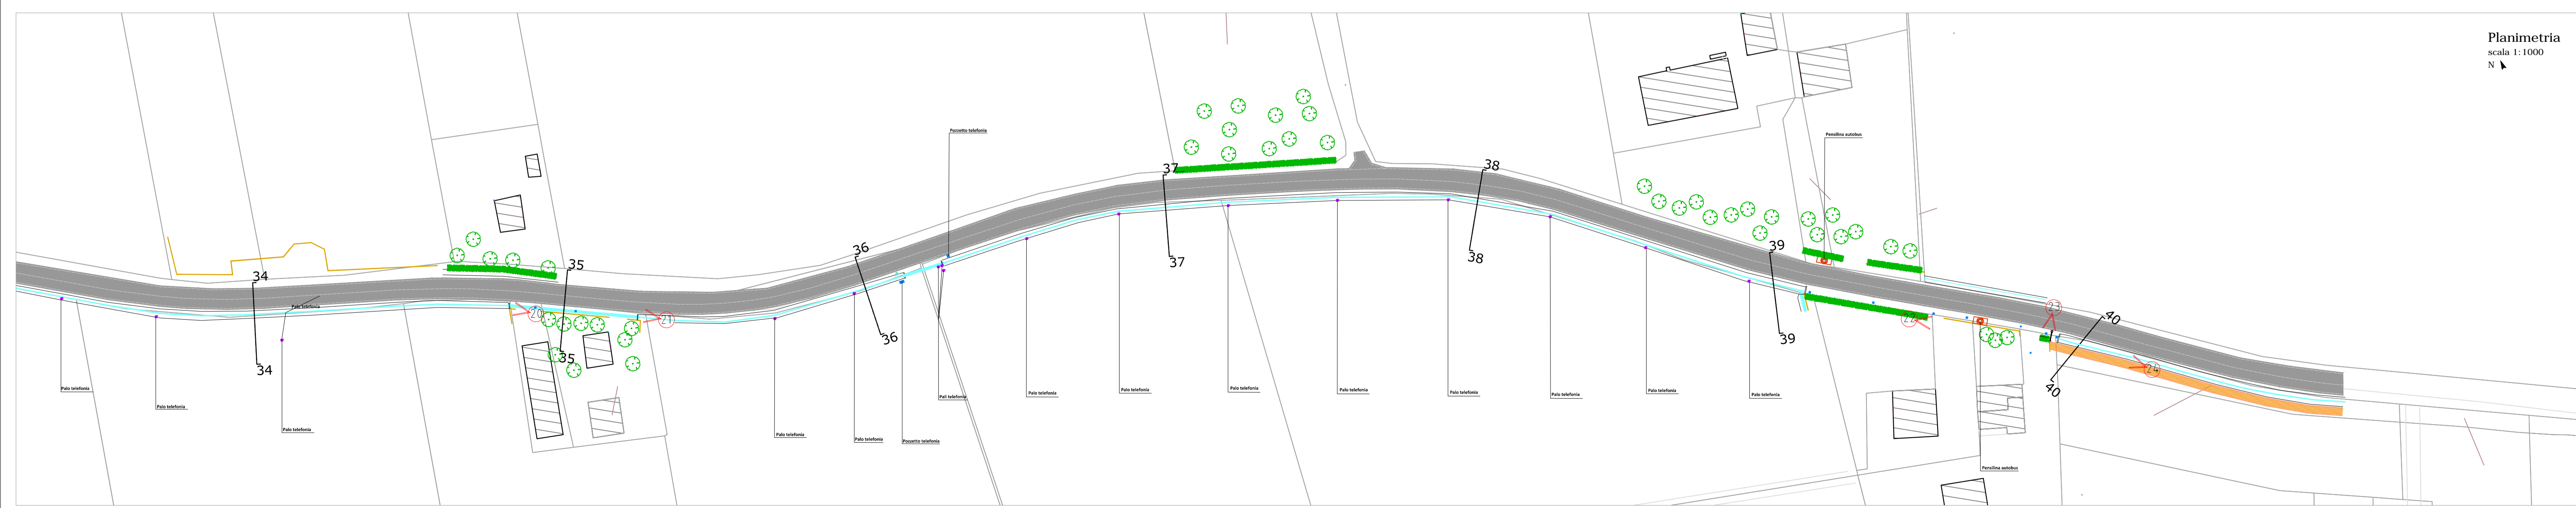 Planimetria
scala 1:1000
N
Pozzetto telefonia
Pensilina autobus
37
38
36
39
35
34
Palo telefonia
20
21
22
23
24
40
37
38
36
39
35
34
40
Palo telefonia
Palo telefonia
Palo telefonia
Palo telefonia
Palo telefonia
Pozzetto telefonia
Pali telefonia
Palo telefonia
Palo telefonia
Palo telefonia
Palo telefonia
Palo telefonia
Palo telefonia
Palo telefonia
Palo telefonia
Pensilina autobus